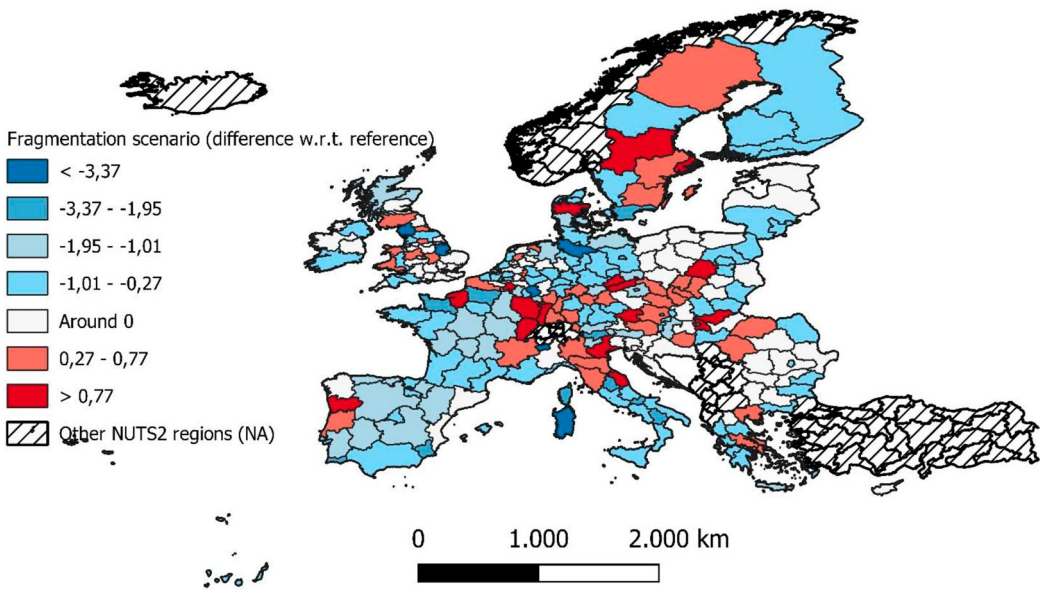 Fragmentation scenario (difference w.r.t. reference)
< -3,37
-3,37 - -1,95
-1,95 - -1,01
-1,01 - -0,27
Around 0
0,27 - 0,77
> 0,77
Other NUTS2 regions (NA)
0 1.000 2.000 km